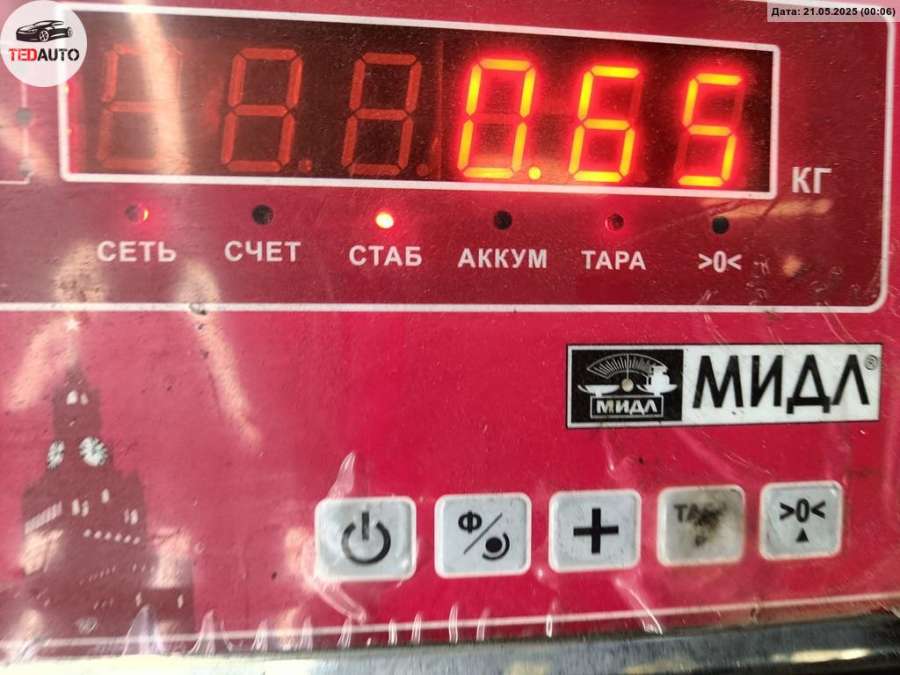 TEDAUTO
Дата: 21.05.2025 (00:06)
0.65
КГ
СЕТЬ СЧЕТ СТАБ АККУМ ТАРА >0<
МИДЛ МИДЛ®
Ф
>0<